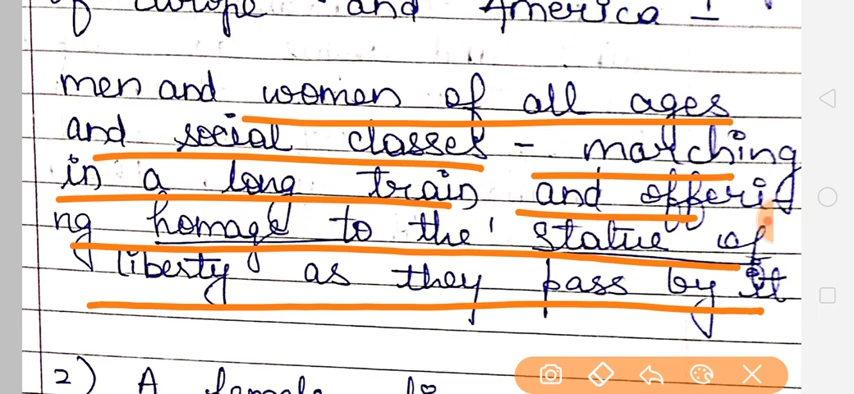 of Europe and America -
men and women of all ages
and social classes - marching
in a long train and offeri
ng homage to the 'statue of
liberty' as they pass by it
2) A female